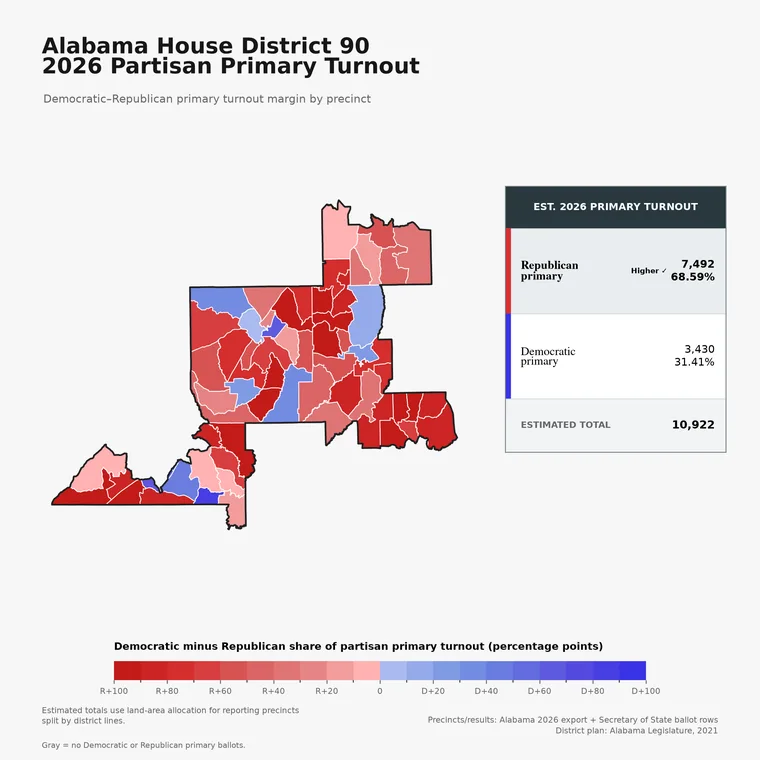 Alabama House District 90
2026 Partisan Primary Turnout
Democratic–Republican primary turnout margin by precinct
EST. 2026 PRIMARY TURNOUT
Republican
primary
Higher ✓
7,492
68.59%
Democratic
primary
3,430
31.41%
ESTIMATED TOTAL
10,922
Democratic minus Republican share of partisan primary turnout (percentage points)
R+100 R+80 R+60 R+40 R+20 0 D+20 D+40 D+60 D+80 D+100
Estimated totals use land-area allocation for reporting precincts
split by district lines.
Gray = no Democratic or Republican primary ballots.
Precincts/results: Alabama 2026 export + Secretary of State ballot rows
District plan: Alabama Legislature, 2021